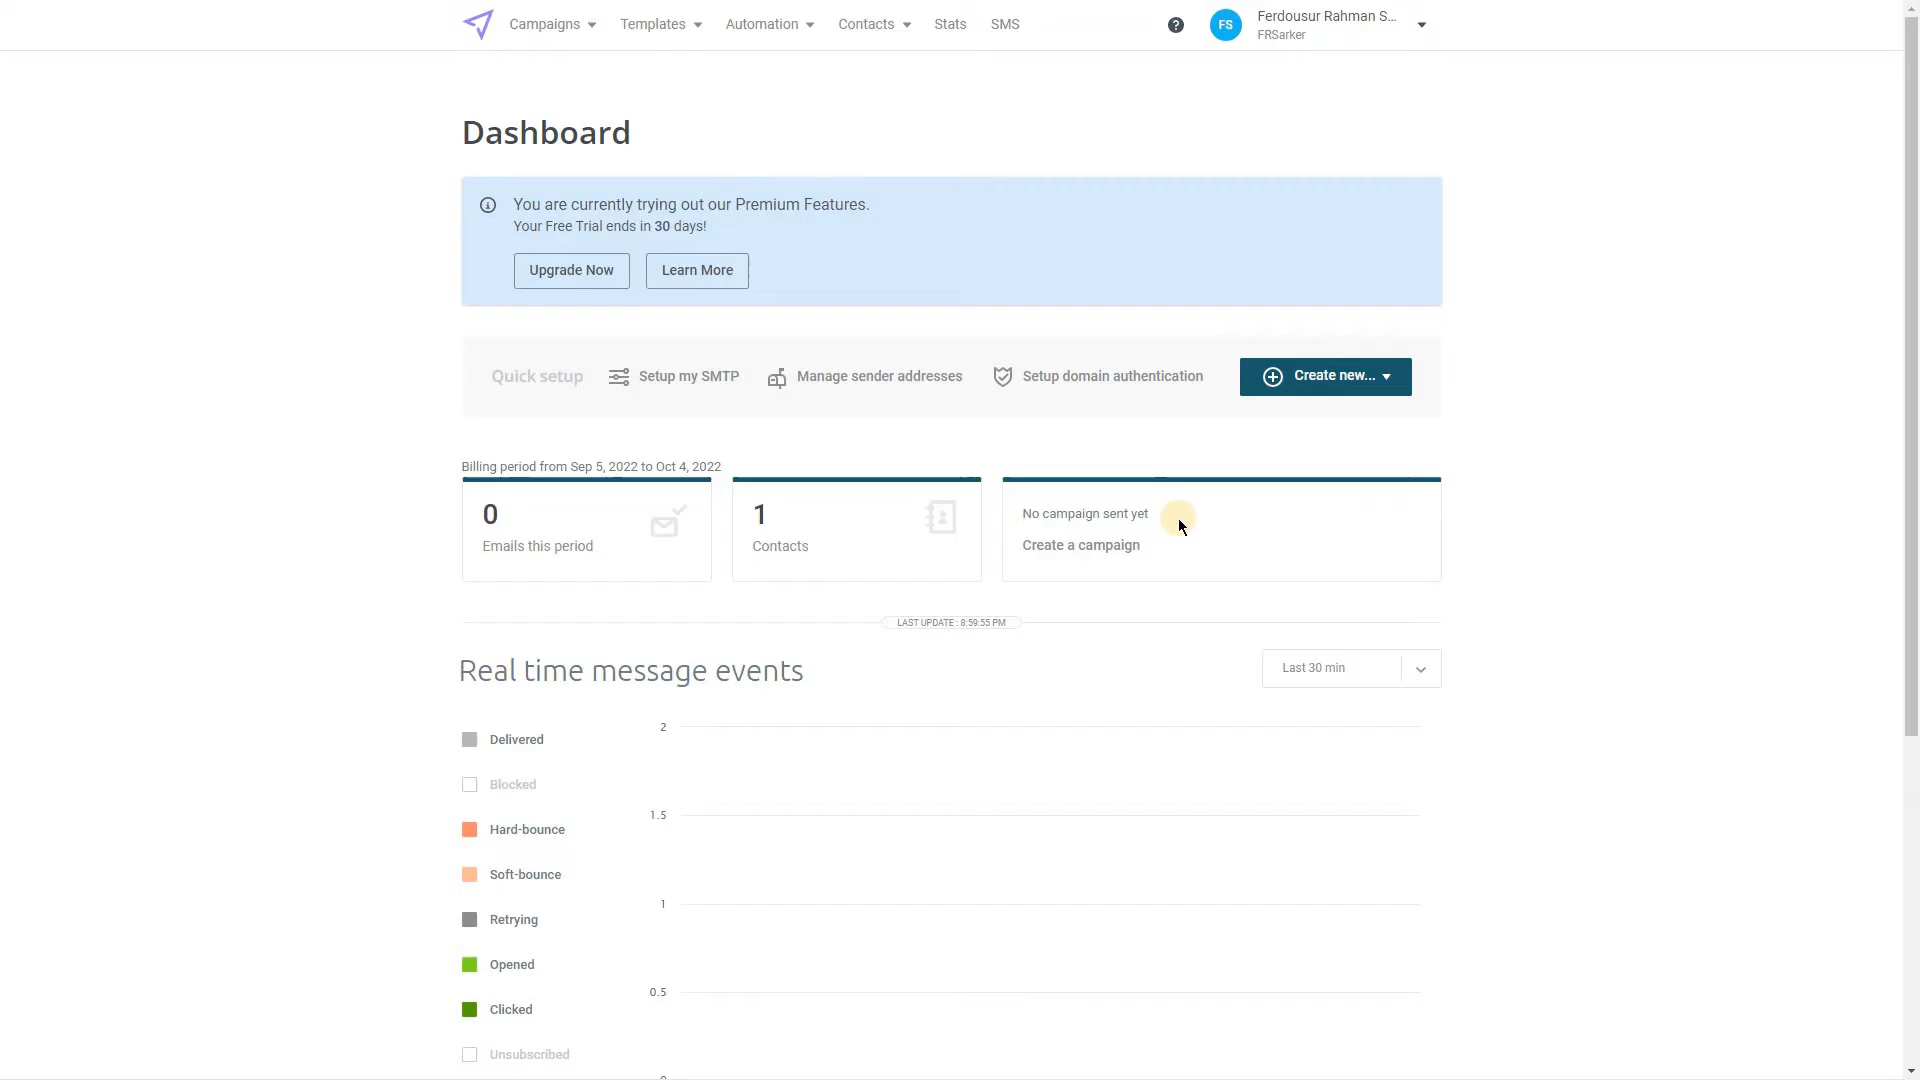 Campaigns
Templates
Automation
Contacts
Stats
SMS
?
FS
Ferdousur Rahman S...
FRSarker
Dashboard
You are currently trying out our Premium Features.
Your Free Trial ends in 30 days!
Upgrade Now
Learn More
Quick setup
Setup my SMTP
Manage sender addresses
Setup domain authentication
Create new...
Billing period from Sep 5, 2022 to Oct 4, 2022
0
Emails this period
1
Contacts
No campaign sent yet
Create a campaign
LAST UPDATE : 8:59:55 PM
Real time message events
Last 30 min
Delivered
Blocked
Hard-bounce
Soft-bounce
Retrying
Opened
Clicked
Unsubscribed
2
1.5
1
0.5